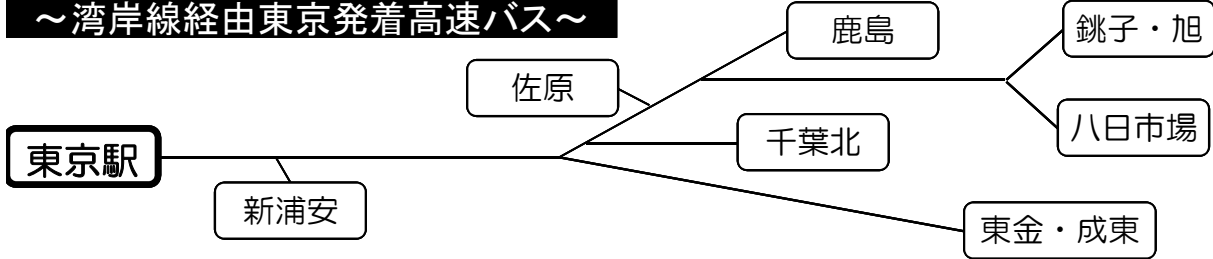 ～湾岸線経由東京発着高速バス～
鹿島
銚子・旭
佐原
千葉北
八日市場
東京駅
新浦安
東金・成東